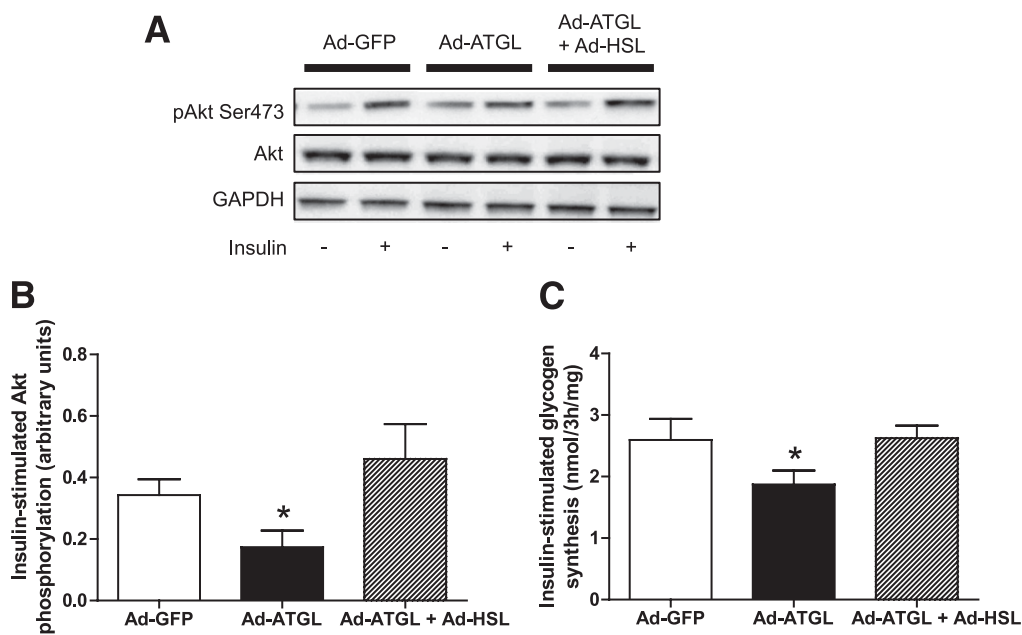 A
Ad-GFP
Ad-ATGL
Ad-ATGL
+ Ad-HSL
pAkt Ser473
Akt
GAPDH
Insulin - + - + - +
B
Insulin-stimulated Akt
phosphorylation (arbitrary units)
0.8
0.6
0.4
0.2
0.0
*
Ad-GFP Ad-ATGL Ad-ATGL + Ad-HSL
C
Insulin-stimulated glycogen
synthesis (nmol/3h/mg)
4
3
2
1
0
*
Ad-GFP Ad-ATGL Ad-ATGL + Ad-HSL